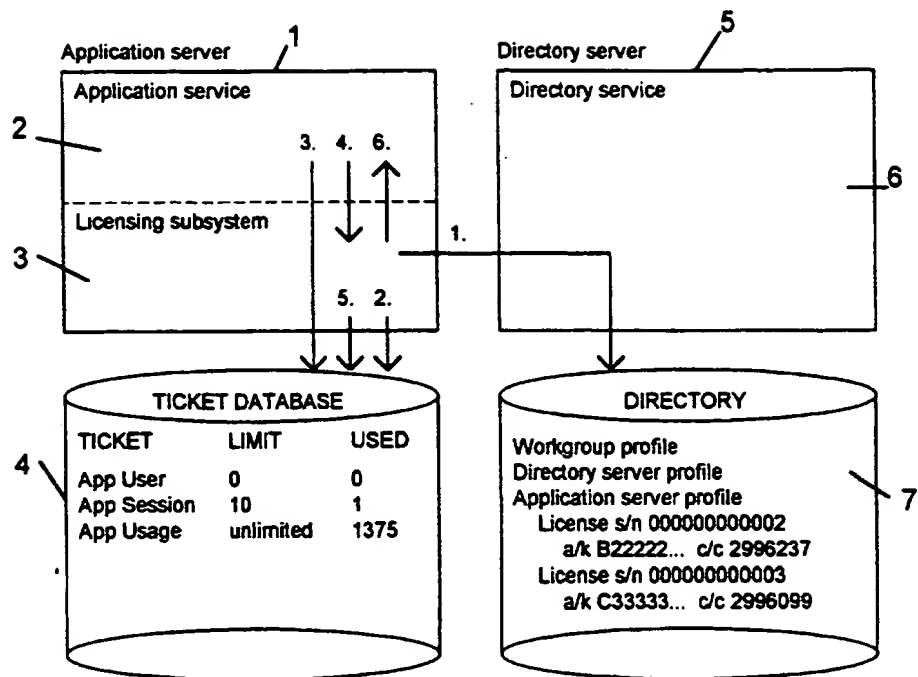 1
5
Application server
Directory server
Application service
Directory service
2
3. 4. 6.
6
Licensing subsystem
1.
3
5. 2.
TICKET DATABASE
DIRECTORY
TICKET LIMIT USED
Workgroup profile
4
App User 0 0
Directory server profile
App Session 10 1
Application server profile
7
App Usage unlimited 1375
License s/n 000000000002
a/k B22222... c/c 2996237
License s/n 000000000003
a/k C33333... c/c 2996099